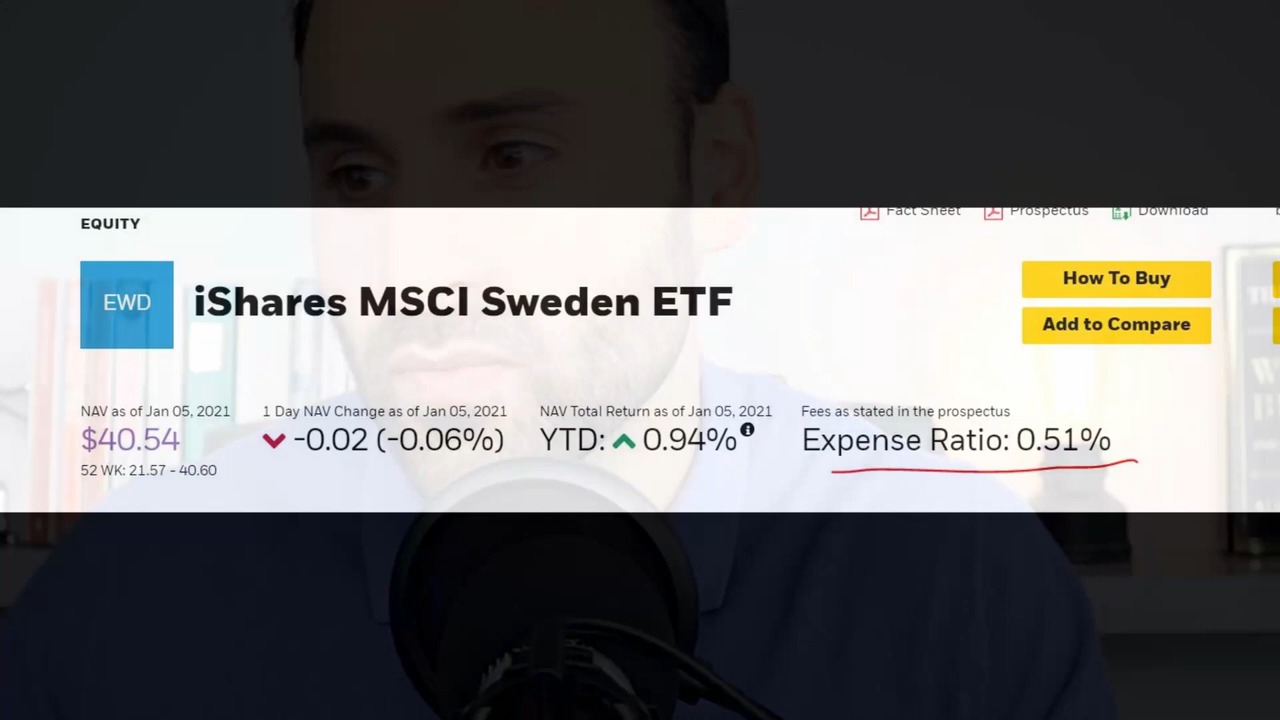 EQUITY
Fact Sheet Prospectus Download
EWD
iShares MSCI Sweden ETF
How To Buy
Add to Compare
NAV as of Jan 05, 2021
$40.54
52 WK: 21.57 - 40.60
1 Day NAV Change as of Jan 05, 2021
-0.02 (-0.06%)
NAV Total Return as of Jan 05, 2021
YTD: 0.94%
Fees as stated in the prospectus
Expense Ratio: 0.51%